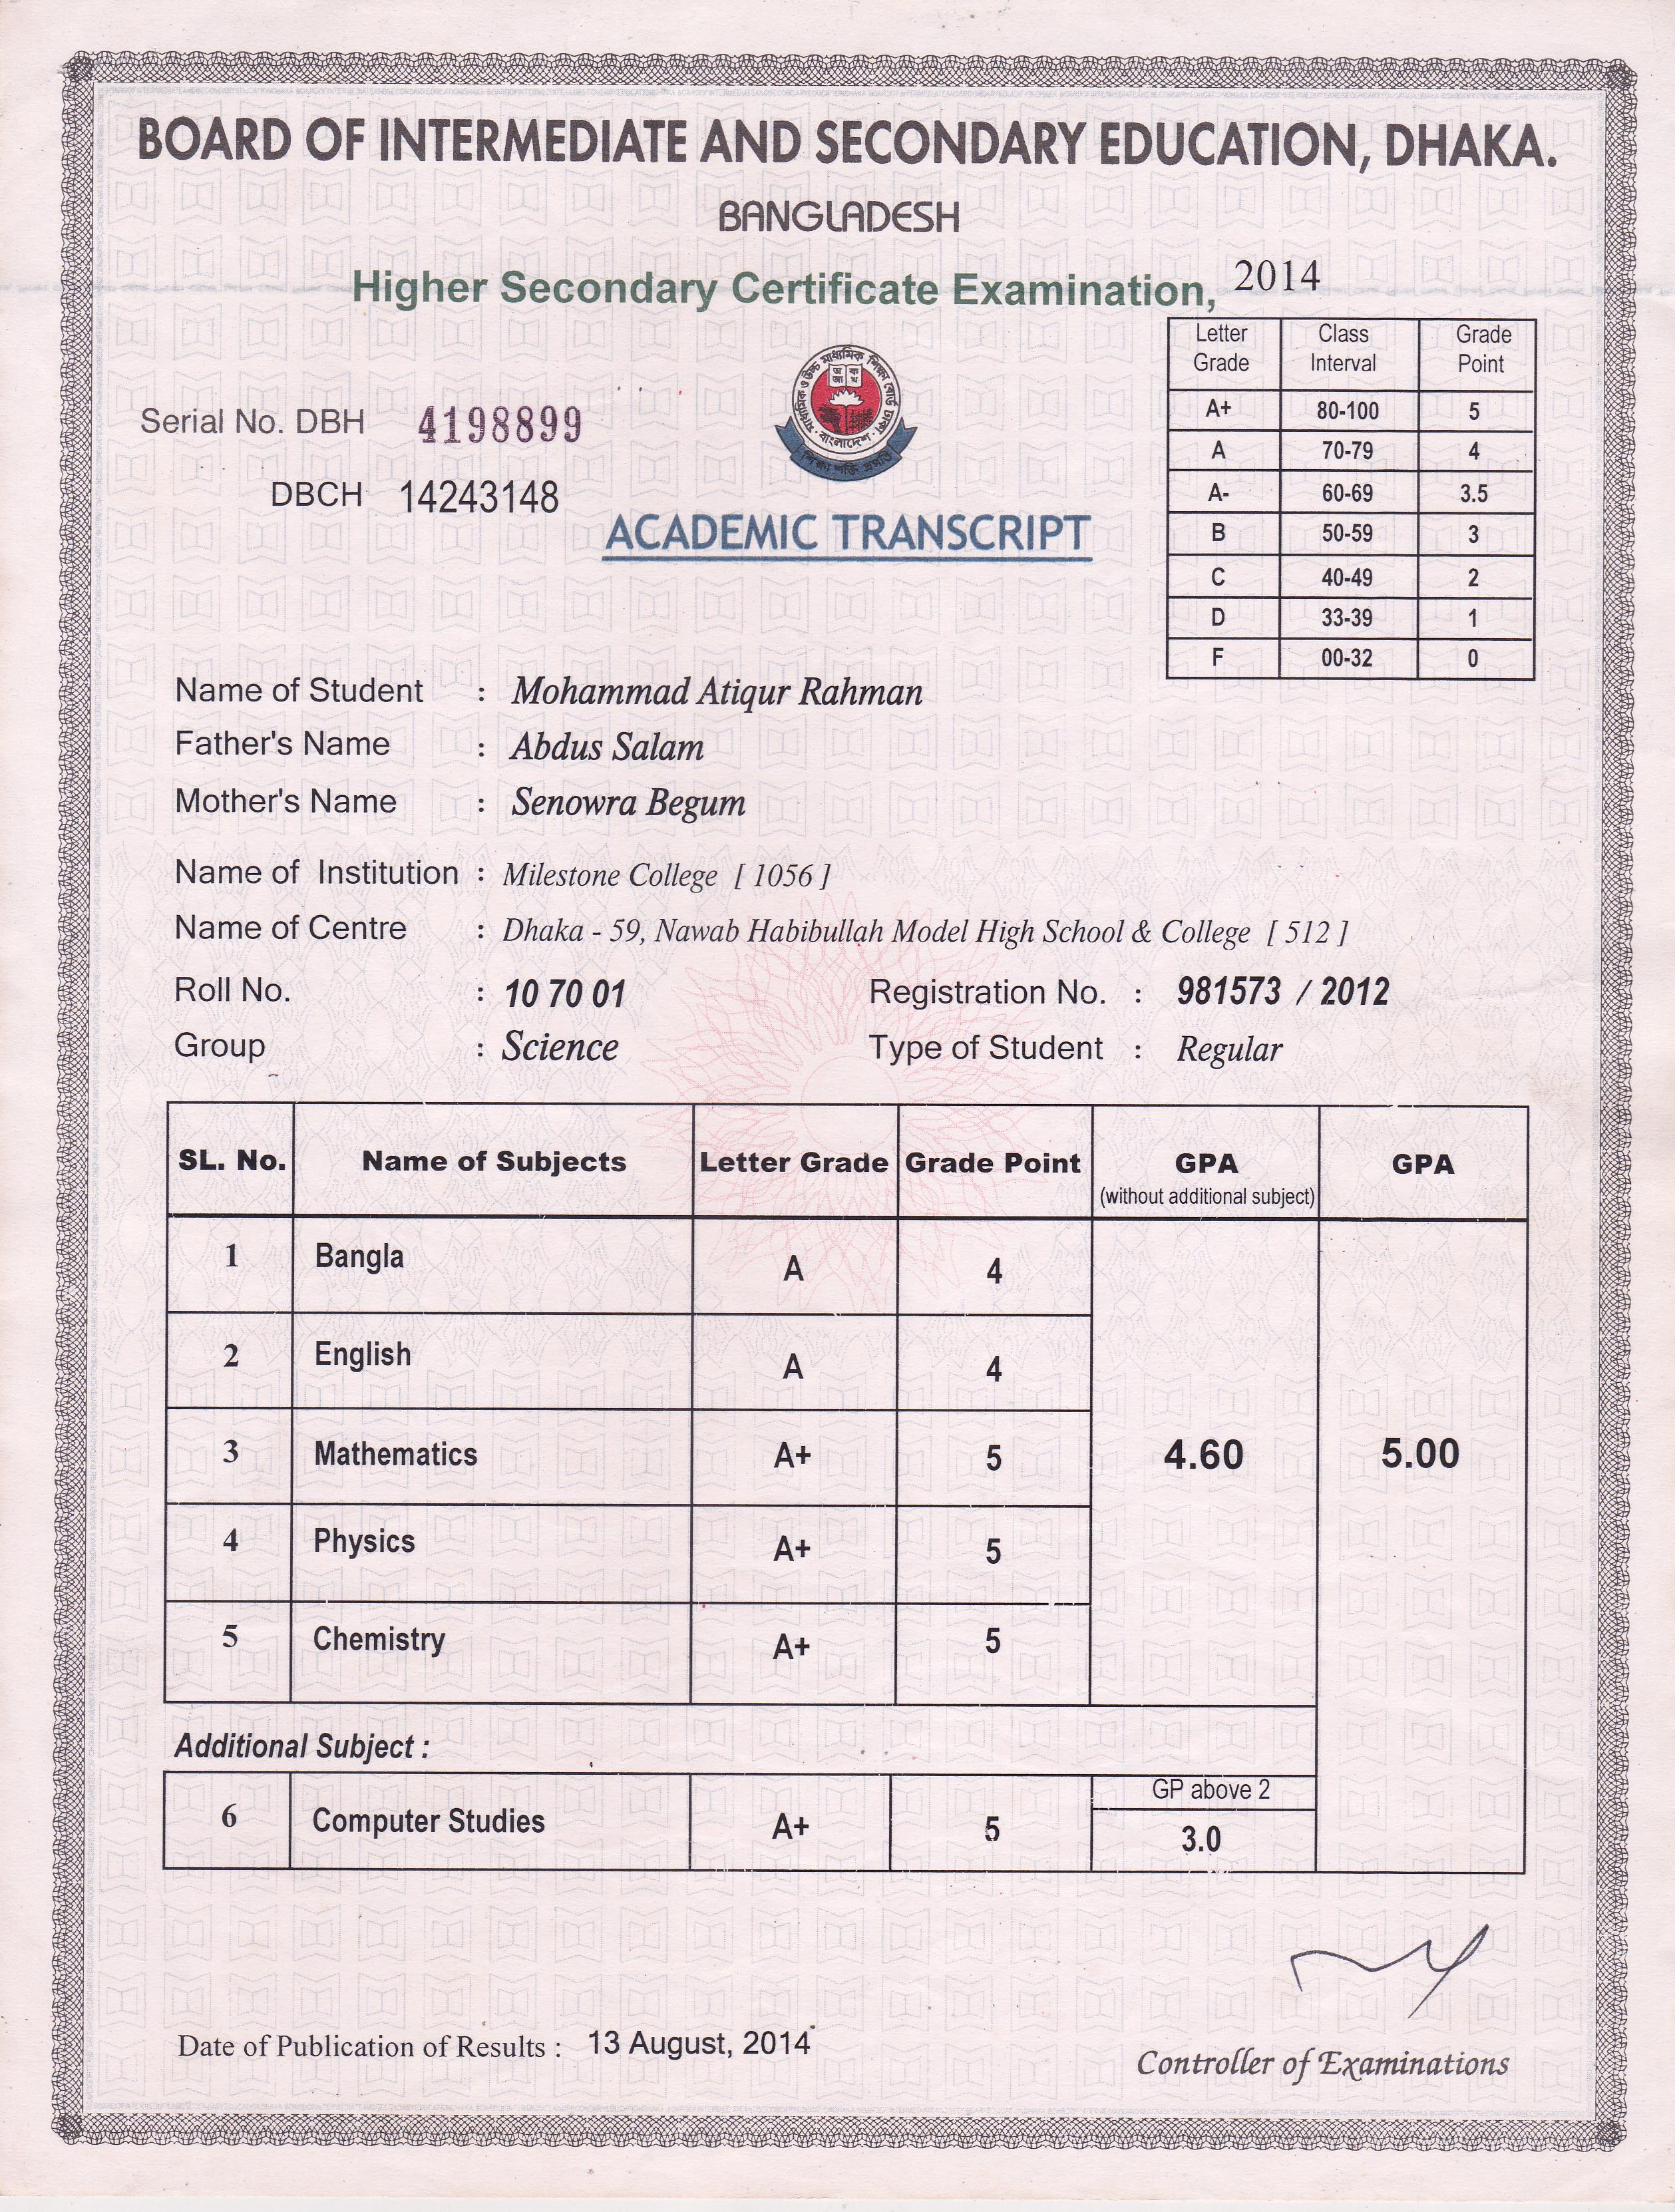 BOARD OF INTERMEDIATE AND SECONDARY EDUCATION, DHAKA.
BANGLADESH
Higher Secondary Certificate Examination, 2014
Letter Grade Class Interval Grade Point
A+ 80-100 5
A 70-79 4
A- 60-69 3.5
B 50-59 3
C 40-49 2
D 33-39 1
F 00-32 0
Serial No. DBH 4198899
DBCH 14243148
মাধ্যমিক ও উচ্চ মাধ্যমিক শিক্ষা বোর্ড ঢাকা
অ আ ক খ
বাংলাদেশ
শিক্ষা শক্তি প্রগতি
ACADEMIC TRANSCRIPT
Name of Student : Mohammad Atiqur Rahman
Father's Name : Abdus Salam
Mother's Name : Senowra Begum
Name of Institution : Milestone College [ 1056 ]
Name of Centre : Dhaka - 59, Nawab Habibullah Model High School & College [ 512 ]
Roll No. : 10 70 01 Registration No. : 981573 / 2012
Group : Science Type of Student : Regular
SL. No. Name of Subjects Letter Grade Grade Point GPA (without additional subject) GPA
1 Bangla A 4
2 English A 4
3 Mathematics A+ 5 4.60 5.00
4 Physics A+ 5
5 Chemistry A+ 5
Additional Subject :
GP above 2
6 Computer Studies A+ 5 3.0
Date of Publication of Results : 13 August, 2014
Controller of Examinations